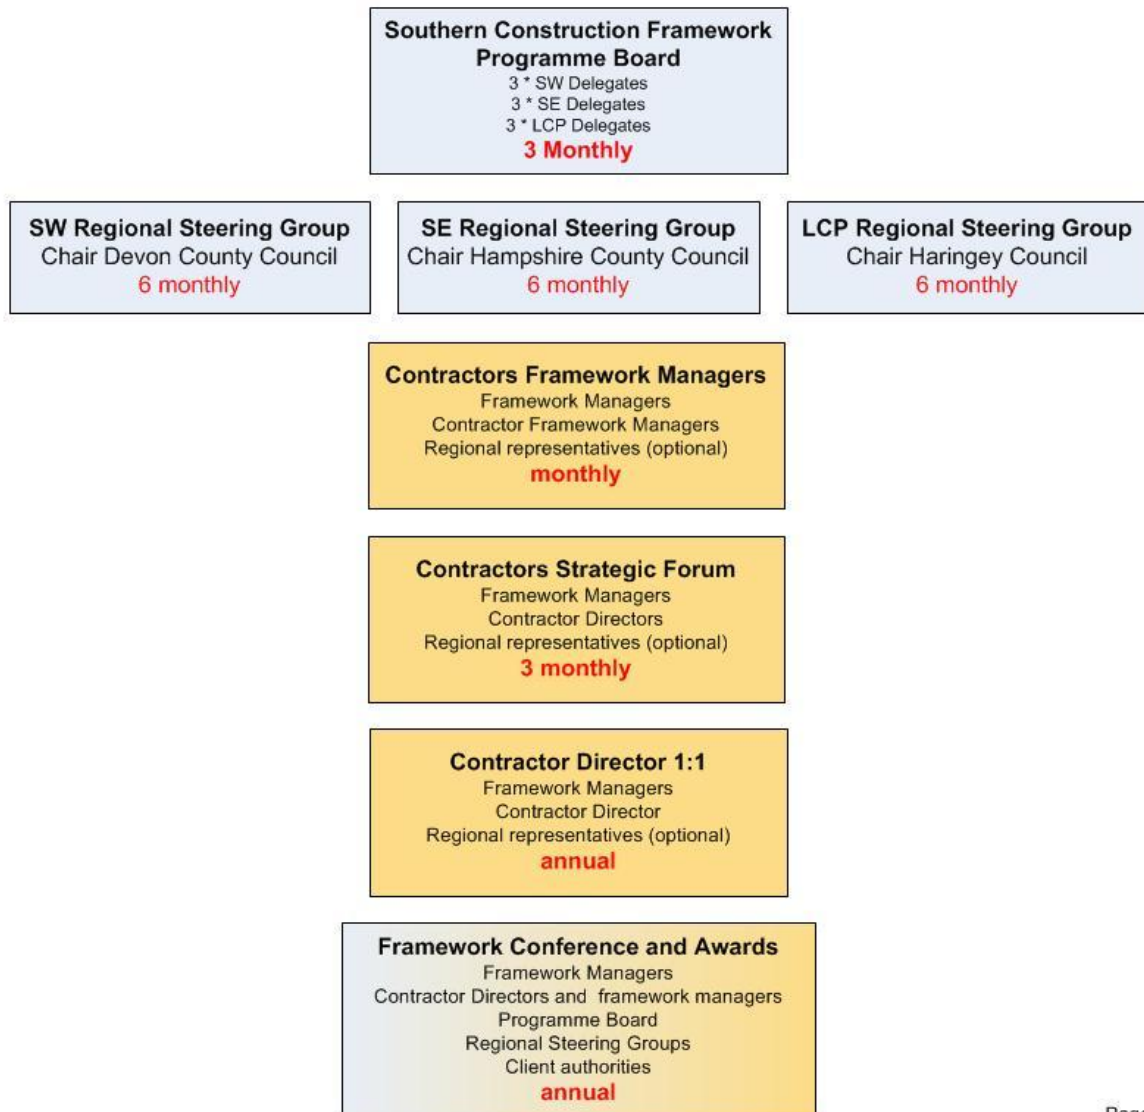 Southern Construction Framework
Programme Board
3 * SW Delegates
3 * SE Delegates
3 * LCP Delegates
3 Monthly
SW Regional Steering Group
Chair Devon County Council
6 monthly
SE Regional Steering Group
Chair Hampshire County Council
6 monthly
LCP Regional Steering Group
Chair Haringey Council
6 monthly
Contractors Framework Managers
Framework Managers
Contractor Framework Managers
Regional representatives (optional)
monthly
Contractors Strategic Forum
Framework Managers
Contractor Directors
Regional representatives (optional)
3 monthly
Contractor Director 1:1
Framework Managers
Contractor Director
Regional representatives (optional)
annual
Framework Conference and Awards
Framework Managers
Contractor Directors and framework managers
Programme Board
Regional Steering Groups
Client authorities
annual